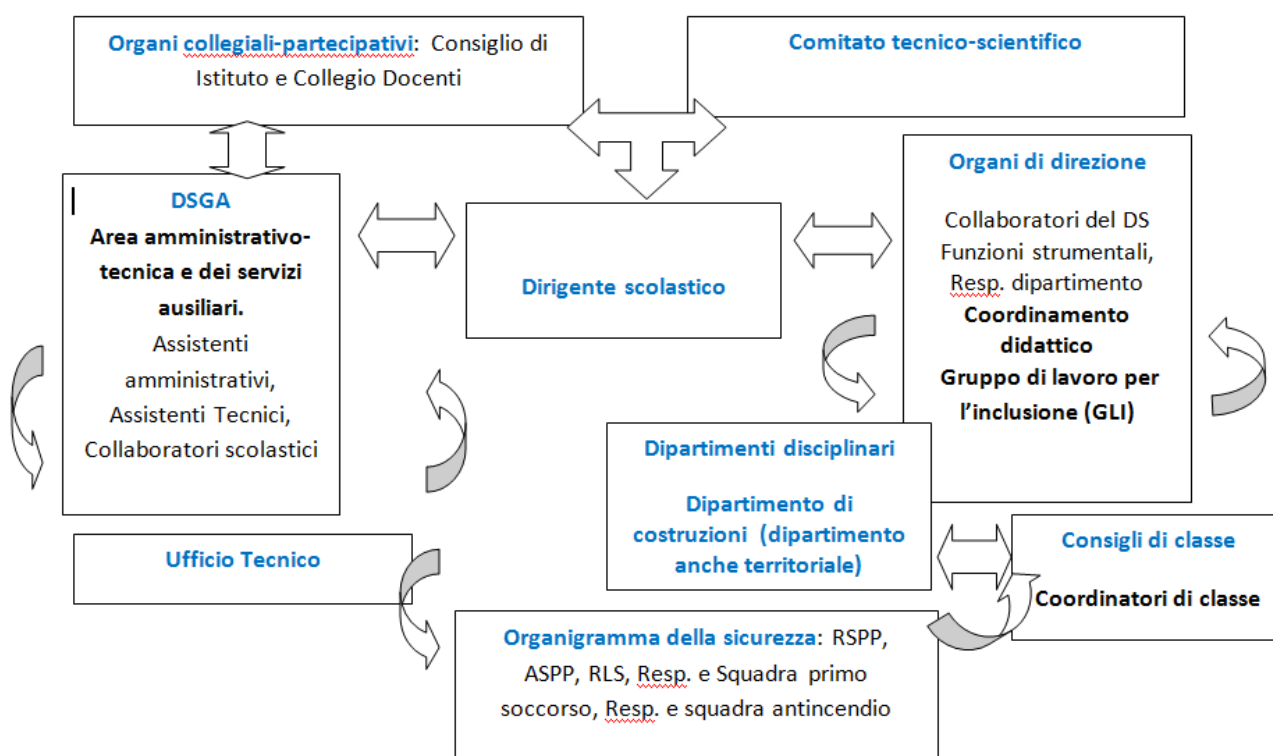 Organi collegiali-partecipativi: Consiglio di
Istituto e Collegio Docenti
Comitato tecnico-scientifico
DSGA
Area amministrativo-
tecnica e dei servizi
ausiliari.
Assistenti
amministrativi,
Assistenti Tecnici,
Collaboratori scolastici
Dirigente scolastico
Organi di direzione
Collaboratori del DS
Funzioni strumentali,
Resp. dipartimento
Coordinamento
didattico
Gruppo di lavoro per
l’inclusione (GLI)
Dipartimenti disciplinari
Dipartimento di
costruzioni (dipartimento
anche territoriale)
Ufficio Tecnico
Consigli di classe
Coordinatori di classe
Organigramma della sicurezza: RSPP,
ASPP, RLS, Resp. e Squadra primo
soccorso, Resp. e squadra antincendio